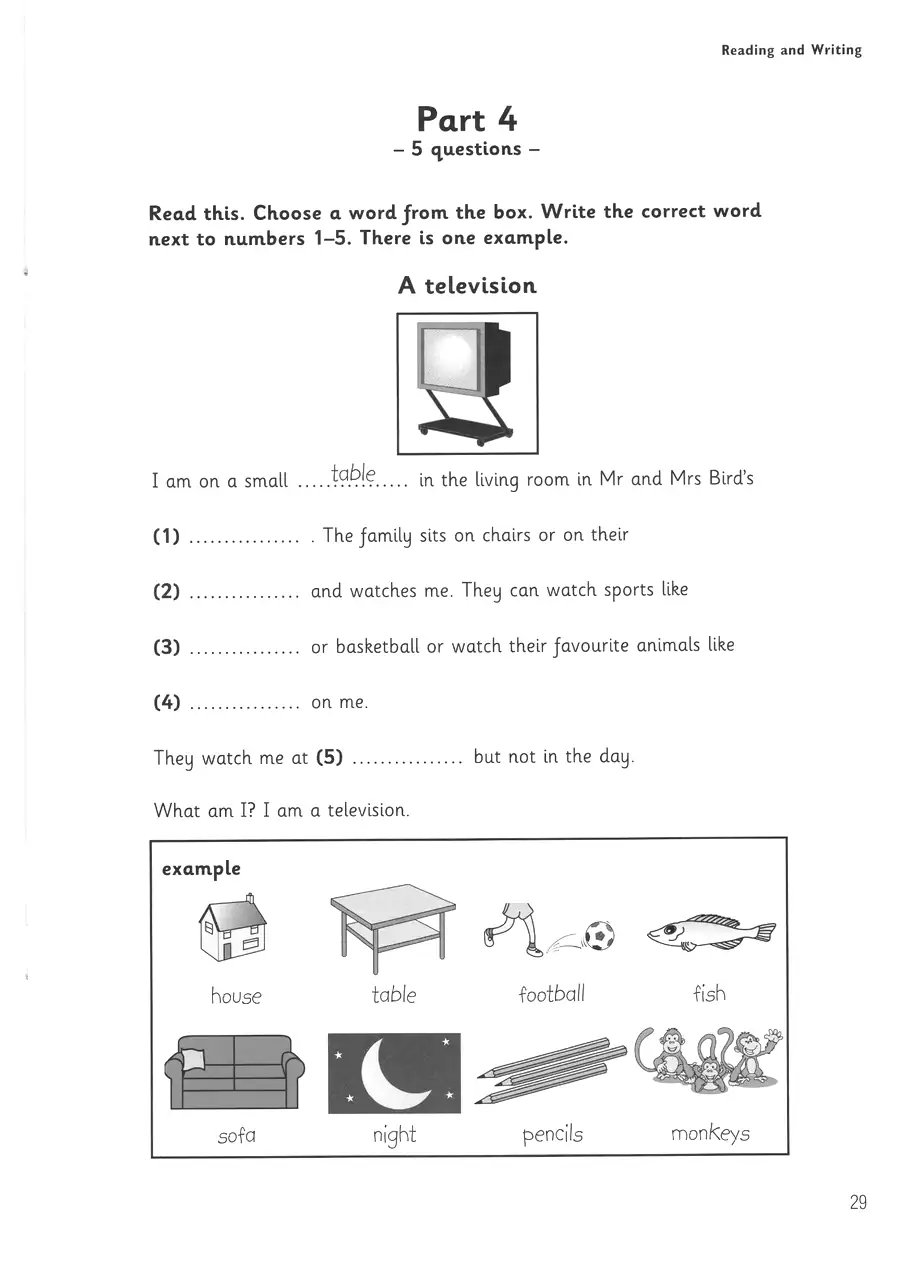 Reading and Writing
Part 4
– 5 questions –
Read this. Choose a word from the box. Write the correct word
next to numbers 1–5. There is one example.
A television
I am on a small .....table..... in the living room in Mr and Mrs Bird's
(1) ................ . The family sits on chairs or on their
(2) ................ and watches me. They can watch sports like
(3) ................ or basketball or watch their favourite animals like
(4) ................ on me.
They watch me at (5) ................ but not in the day.
What am I? I am a television.
example
house table football fish
sofa night pencils monkeys
29